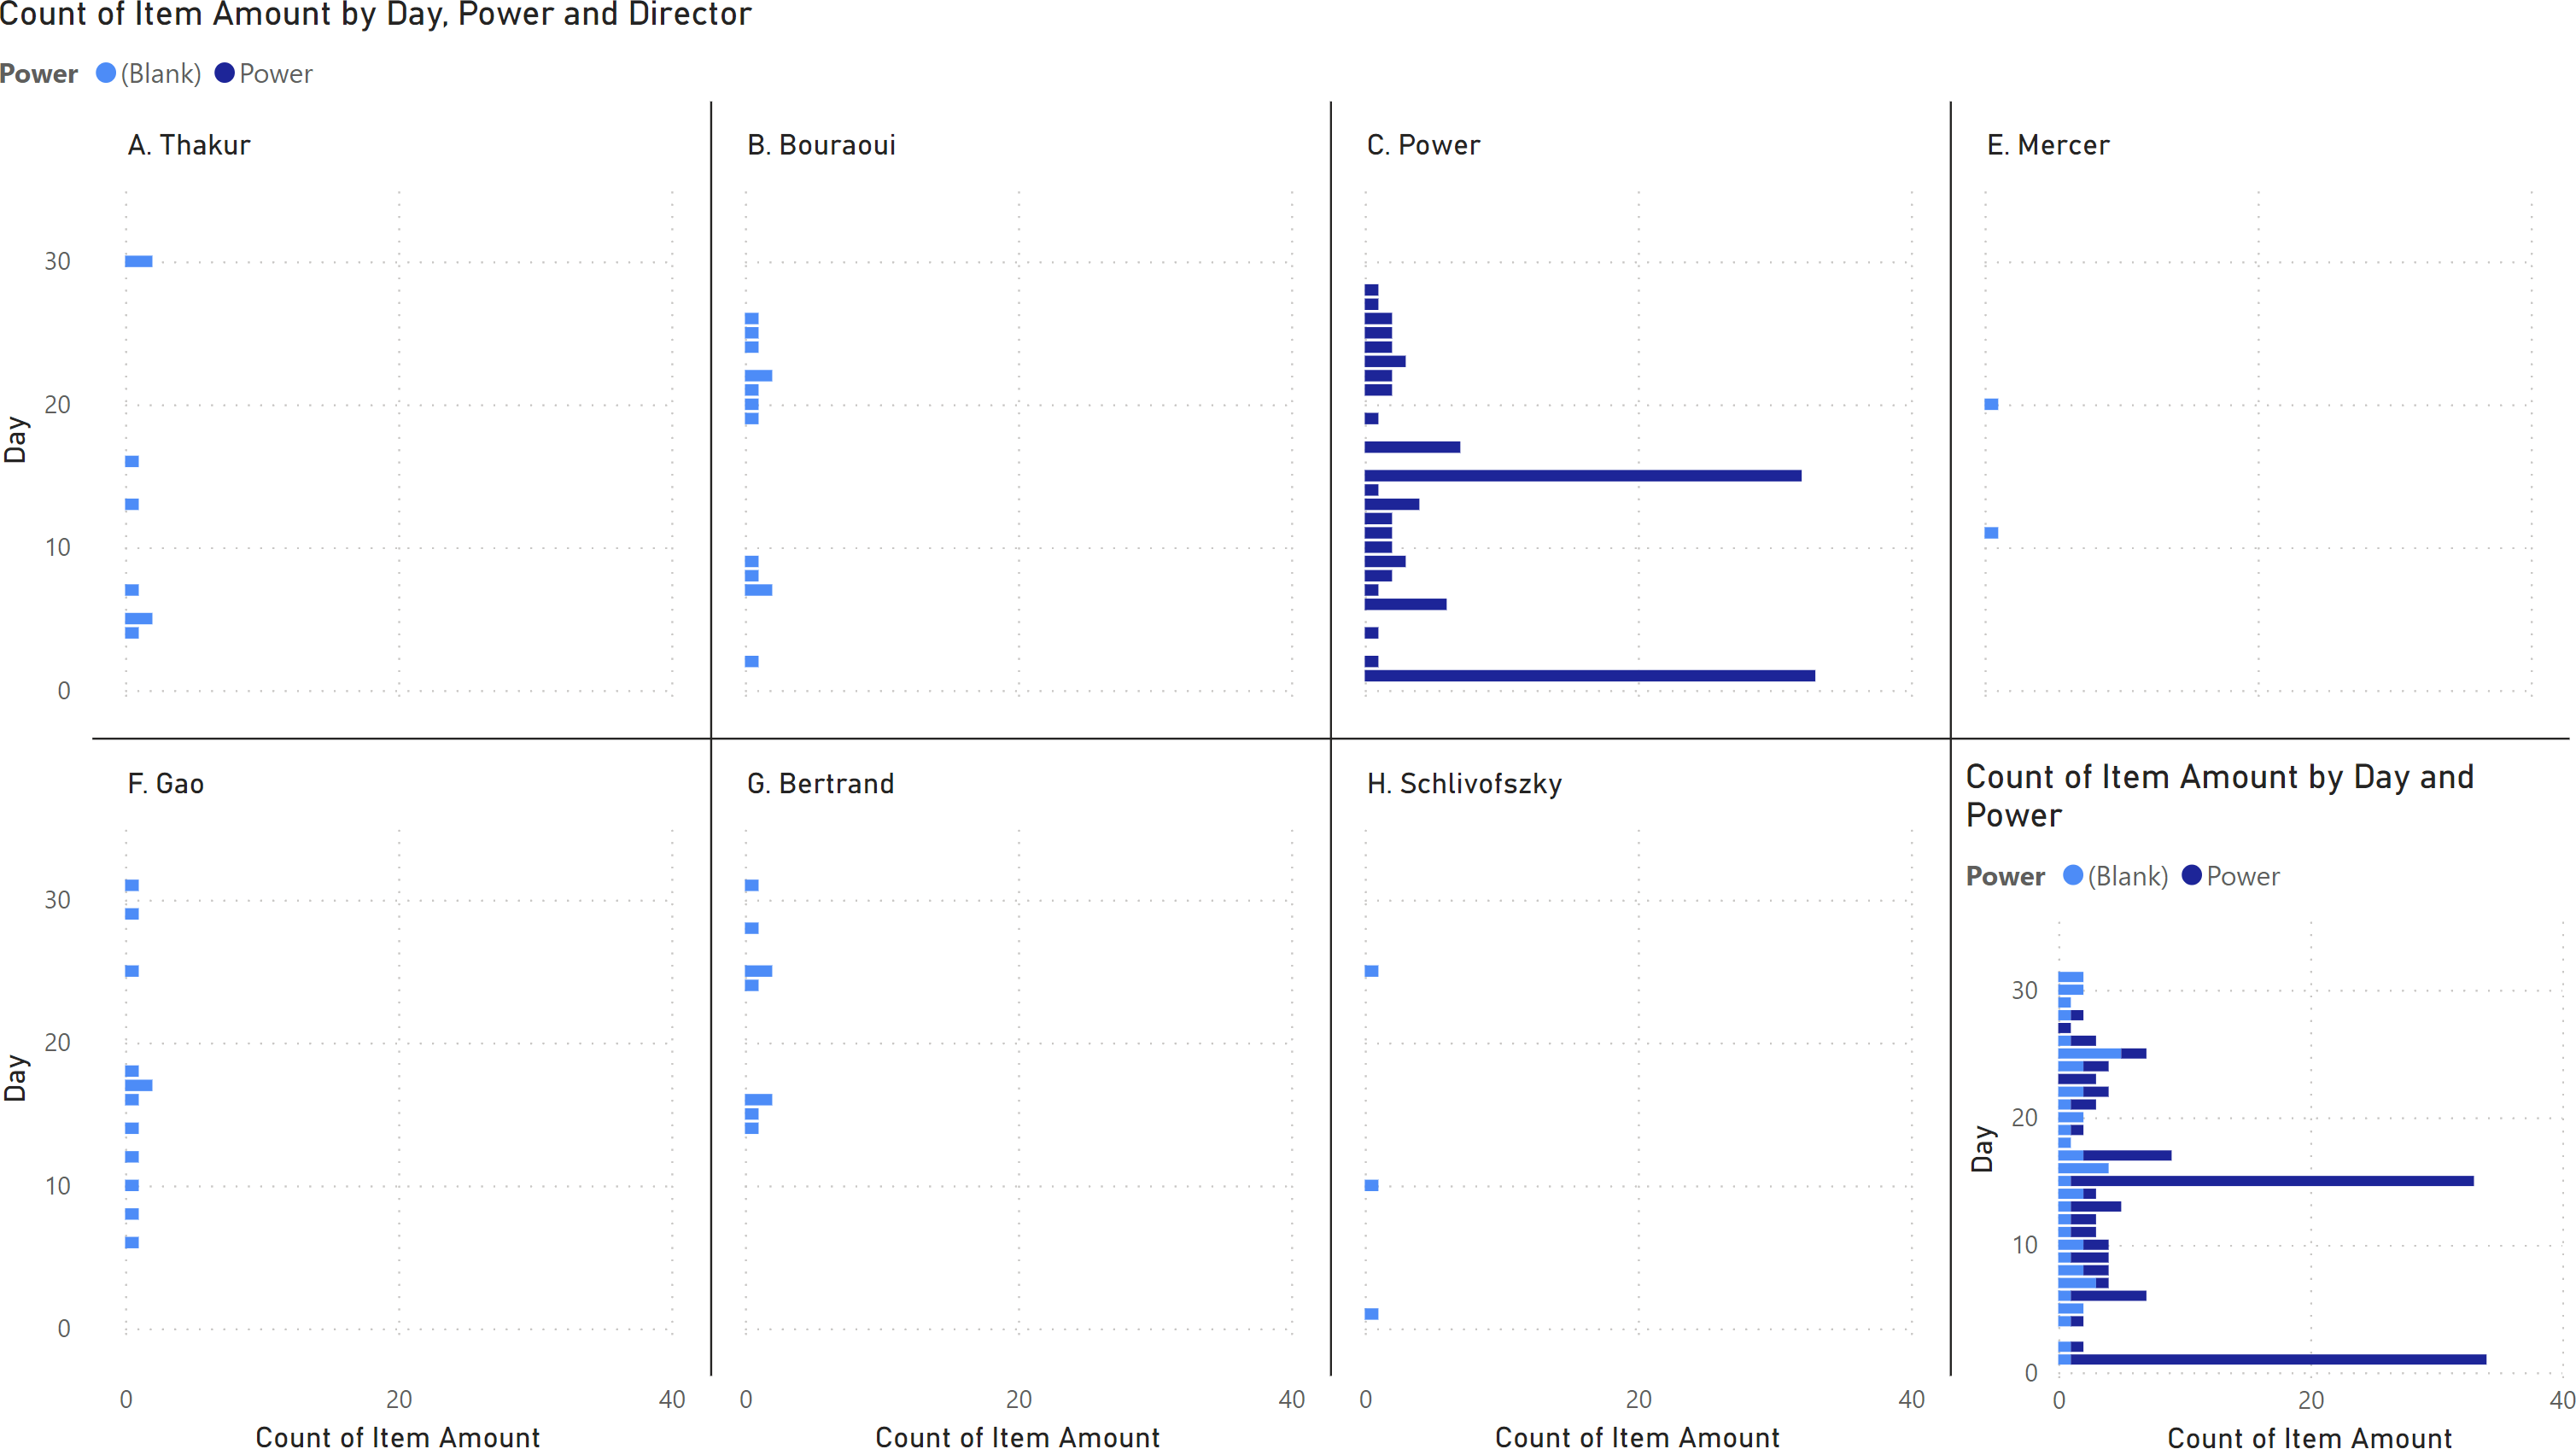 Count of Item Amount by Day, Power and Director
Power (Blank) Power
A. Thakur
B. Bouraoui
C. Power
E. Mercer
30
20
10
0
Day
F. Gao
G. Bertrand
H. Schlivofszky
30
20
10
0
Day
0 20 40
0 20 40
0 20 40
Count of Item Amount
Count of Item Amount
Count of Item Amount
Count of Item Amount by Day and
Power
Power (Blank) Power
30
20
10
0
Day
0 20 40
Count of Item Amount